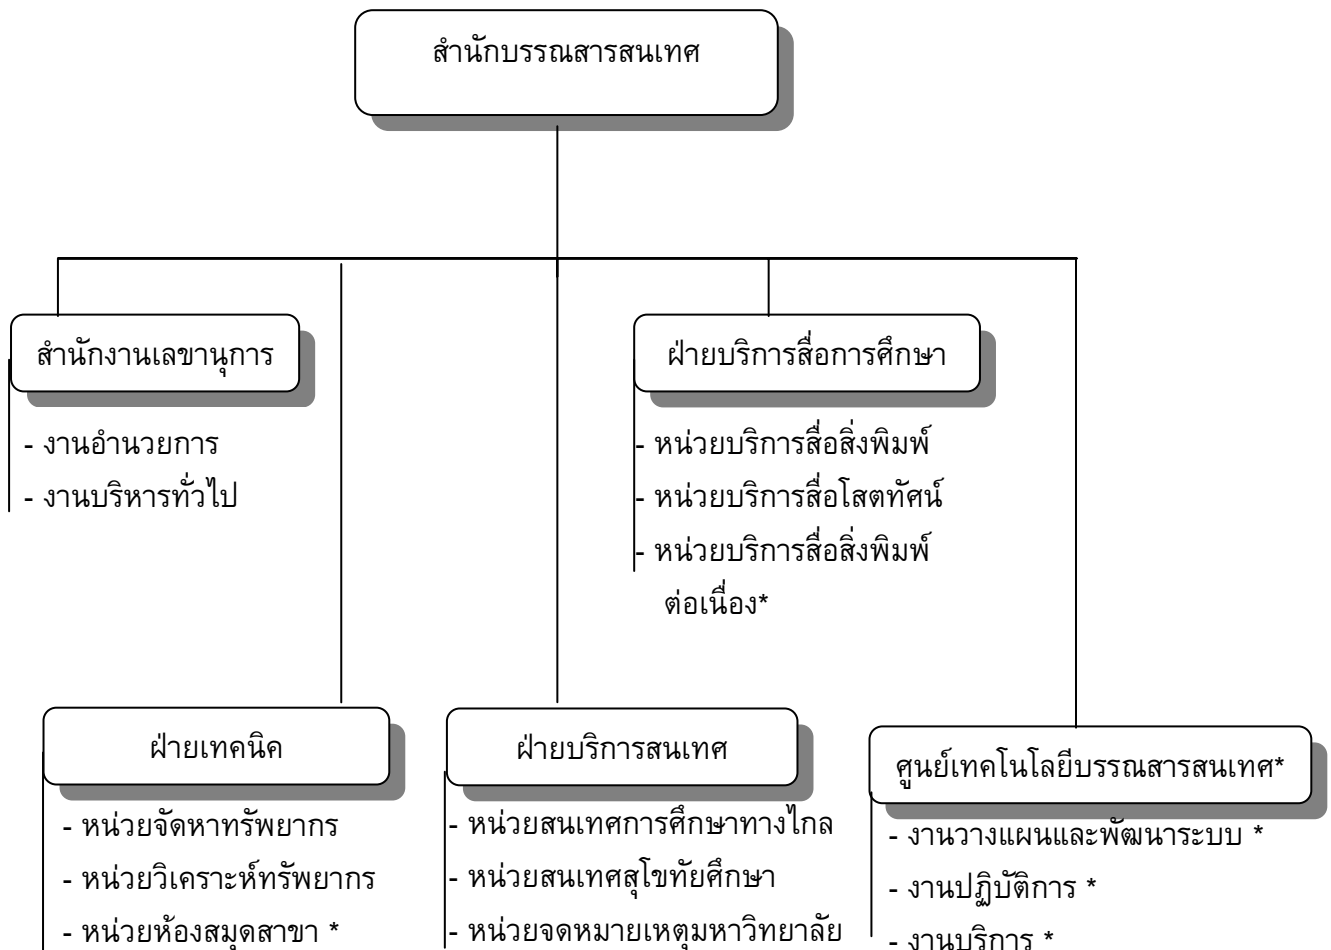 สำนักบรรณสารสนเทศ
สำนักงานเลขานุการ
- งานอำนวยการ
- งานบริหารทั่วไป
ฝ่ายบริการสื่อการศึกษา
- หน่วยบริการสื่อสิ่งพิมพ์
- หน่วยบริการสื่อโสตทัศน์
- หน่วยบริการสื่อสิ่งพิมพ์
ต่อเนื่อง*
ฝ่ายเทคนิค
- หน่วยจัดหาทรัพยากร
- หน่วยวิเคราะห์ทรัพยากร
- หน่วยห้องสมุดสาขา *
ฝ่ายบริการสนเทศ
- หน่วยสนเทศการศึกษาทางไกล
- หน่วยสนเทศสุโขทัยศึกษา
- หน่วยจดหมายเหตุมหาวิทยาลัย
ศูนย์เทคโนโลยีบรรณสารสนเทศ*
- งานวางแผนและพัฒนาระบบ *
- งานปฏิบัติการ *
- งานบริการ *